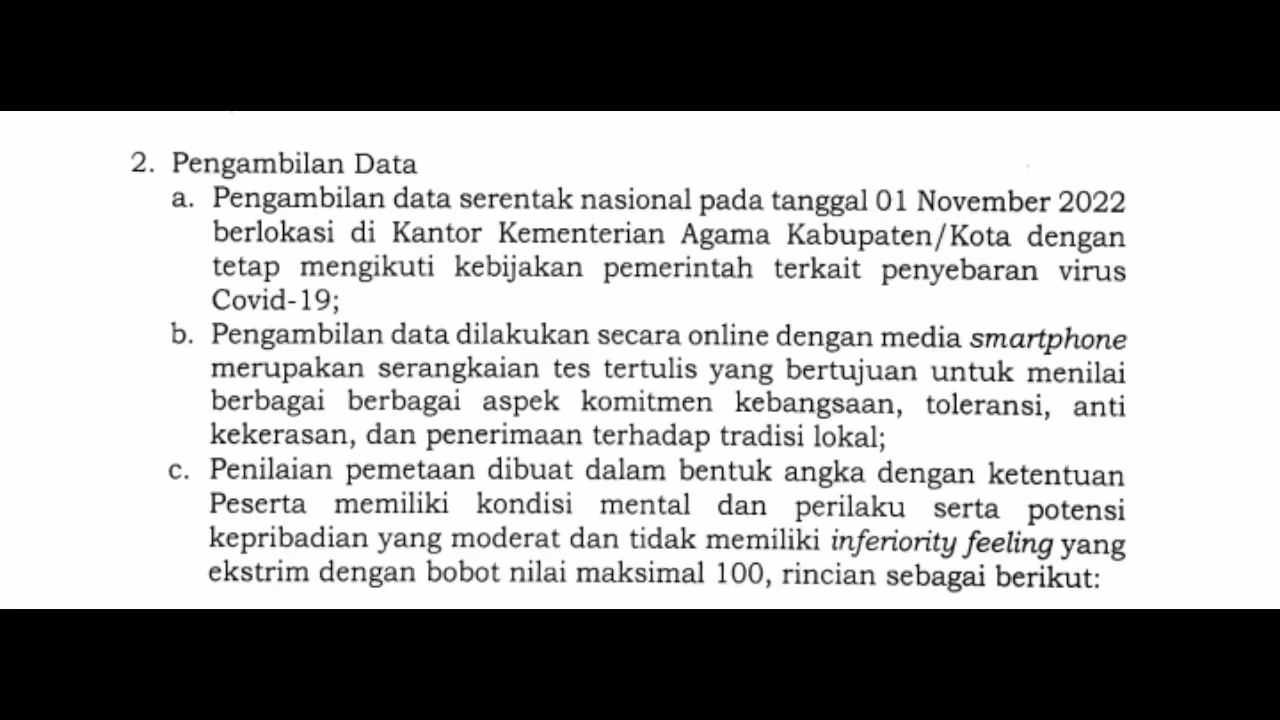 2. Pengambilan Data
a. Pengambilan data serentak nasional pada tanggal 01 November 2022
berlokasi di Kantor Kementerian Agama Kabupaten/Kota dengan
tetap mengikuti kebijakan pemerintah terkait penyebaran virus
Covid-19;
b. Pengambilan data dilakukan secara online dengan media smartphone
merupakan serangkaian tes tertulis yang bertujuan untuk menilai
berbagai berbagai aspek komitmen kebangsaan, toleransi, anti
kekerasan, dan penerimaan terhadap tradisi lokal;
c. Penilaian pemetaan dibuat dalam bentuk angka dengan ketentuan
Peserta memiliki kondisi mental dan perilaku serta potensi
kepribadian yang moderat dan tidak memiliki inferiority feeling yang
ekstrim dengan bobot nilai maksimal 100, rincian sebagai berikut: